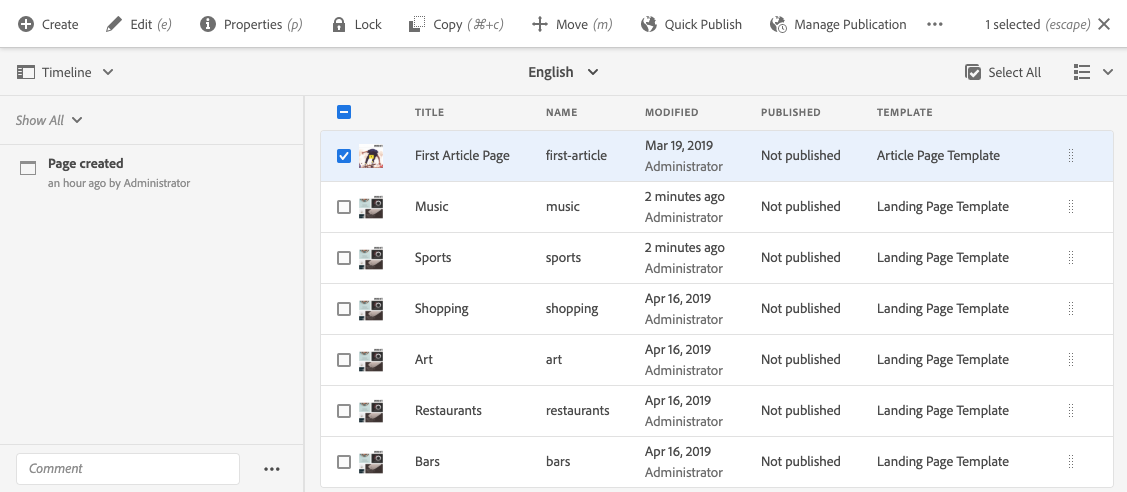 Create Edit (e) Properties (p) Lock Copy (⌘+c) Move (m) Quick Publish Manage Publication ••• 1 selected (escape)
Timeline English Select All
Show All
Page created
an hour ago by Administrator
Comment
TITLE NAME MODIFIED PUBLISHED TEMPLATE
First Article Page first-article Mar 19, 2019 Not published Article Page Template
Administrator
Music music 2 minutes ago Not published Landing Page Template
Administrator
Sports sports 2 minutes ago Not published Landing Page Template
Administrator
Shopping shopping Apr 16, 2019 Not published Landing Page Template
Administrator
Art art Apr 16, 2019 Not published Landing Page Template
Administrator
Restaurants restaurants Apr 16, 2019 Not published Landing Page Template
Administrator
Bars bars Apr 16, 2019 Not published Landing Page Template
Administrator